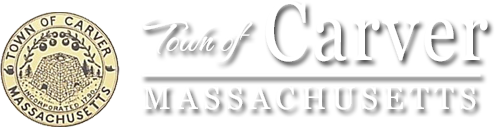 TOWN OF CARVER
INCORPORATED 1790
MASSACHUSETTS
Town of Carver
MASSACHUSETTS